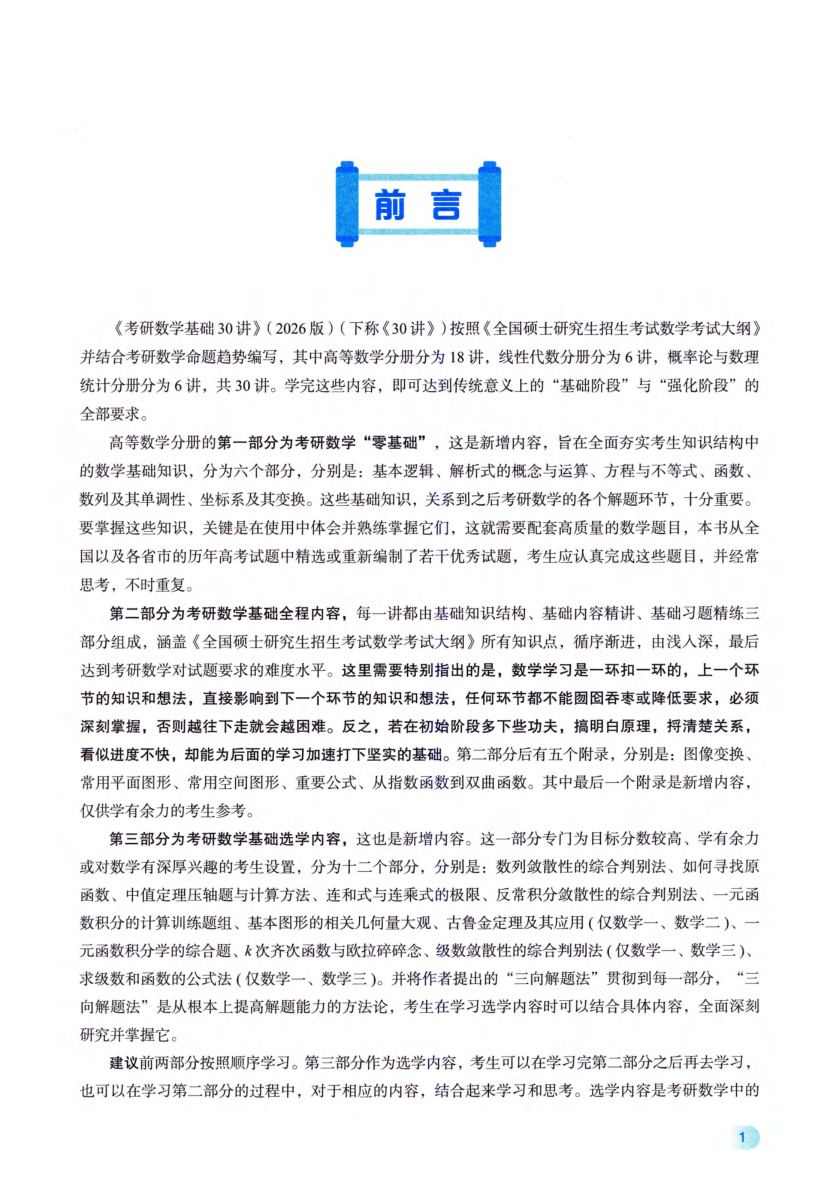 前 言
《考研数学基础30讲》（2026版）（下称《30讲》）按照《全国硕士研究生招生考试数学考试大纲》
并结合考研数学命题趋势编写，其中高等数学分册分为 18 讲，线性代数分册分为 6 讲，概率论与数理
统计分册分为 6 讲，共 30 讲。学完这些内容，即可达到传统意义上的“基础阶段”与“强化阶段”的
全部要求。
高等数学分册的第一部分为考研数学“零基础”，这是新增内容，旨在全面夯实考生知识结构中
的数学基础知识，分为六个部分，分别是：基本逻辑、解析式的概念与运算、方程与不等式、函数、
数列及其单调性、坐标系及其变换。这些基础知识，关系到之后考研数学的各个解题环节，十分重要。
要掌握这些知识，关键是在使用中体会并熟练掌握它们，这就需要配套高质量的数学题目，本书从全
国以及各省市的历年高考试题中精选或重新编制了若干优秀试题，考生应认真完成这些题目，并经常
思考，不时重复。
第二部分为考研数学基础全程内容，每一讲都由基础知识结构、基础内容精讲、基础习题精练三
部分组成，涵盖《全国硕士研究生招生考试数学考试大纲》所有知识点，循序渐进，由浅入深，最后
达到考研数学对试题要求的难度水平。这里需要特别指出的是，数学学习是一环扣一环的，上一个环
节的知识和想法，直接影响到下一个环节的知识和想法，任何环节都不能囫囵吞枣或降低要求，必须
深刻掌握，否则越往下走就会越困难。反之，若在初始阶段多下些功夫，搞明白原理，捋清楚关系，
看似进度不快，却能为后面的学习加速打下坚实的基础。第二部分后有五个附录，分别是：图像变换、
常用平面图形、常用空间图形、重要公式、从指数函数到双曲函数。其中最后一个附录是新增内容，
仅供学有余力的考生参考。
第三部分为考研数学基础选学内容，这也是新增内容。这一部分专门为目标分数较高、学有余力
或对数学有深厚兴趣的考生设置，分为十二个部分，分别是：数列敛散性的综合判别法、如何寻找原
函数、中值定理压轴题与计算方法、连和式与连乘式的极限、反常积分敛散性的综合判别法、一元函
数积分的计算训练题组、基本图形的相关几何量大观、古鲁金定理及其应用 ( 仅数学一、数学二 )、一
元函数积分学的综合题、k 次齐次函数与欧拉碎碎念、级数敛散性的综合判别法 ( 仅数学一、数学三 )、
求级数和函数的公式法 ( 仅数学一、数学三 )。并将作者提出的“三向解题法”贯彻到每一部分，“三
向解题法”是从根本上提高解题能力的方法论，考生在学习选学内容时可以结合具体内容，全面深刻
研究并掌握它。
建议前两部分按照顺序学习。第三部分作为选学内容，考生可以在学习完第二部分之后再去学习，
也可以在学习第二部分的过程中，对于相应的内容，结合起来学习和思考。选学内容是考研数学中的
1